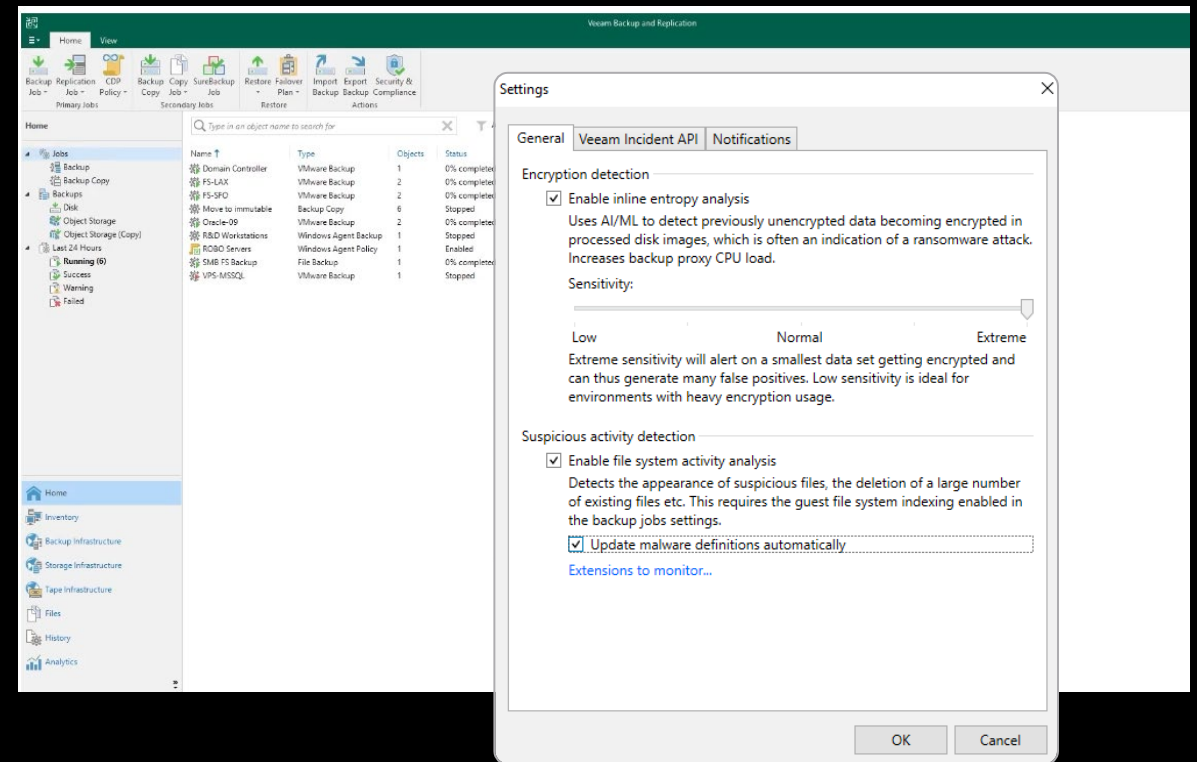 Veeam Backup and Replication
Home View
Backup Job Replication Job CDP Policy Backup Copy Copy Job SureBackup Job Restore Failover Plan Import Backup Export Backup Security & Compliance
Primary Jobs Secondary Jobs Restore Actions
Home
Type in an object name to search for
Jobs
Backup
Backup Copy
Backups
Disk
Object Storage
Object Storage (Copy)
Last 24 Hours
Running (6)
Success
Warning
Failed
Name Type Objects Status
Domain Controller VMware Backup 1 0% completed
FS-LAX VMware Backup 2 0% completed
FS-SFO VMware Backup 2 0% completed
Move to immutable Backup Copy 6 Stopped
Oracle-09 VMware Backup 2 0% completed
R&D Workstations Windows Agent Backup 1 Stopped
ROBO Servers Windows Agent Policy 1 Enabled
SMB FS Backup File Backup 1 0% completed
VPS-MSSQL VMware Backup 1 Stopped
Home
Inventory
Backup Infrastructure
Storage Infrastructure
Tape Infrastructure
Files
History
Analytics
Settings
General Veeam Incident API Notifications
Encryption detection
Enable inline entropy analysis
Uses AI/ML to detect previously unencrypted data becoming encrypted in
processed disk images, which is often an indication of a ransomware attack.
Increases backup proxy CPU load.
Sensitivity:
Low Normal Extreme
Extreme sensitivity will alert on a smallest data set getting encrypted and
can thus generate many false positives. Low sensitivity is ideal for
environments with heavy encryption usage.
Suspicious activity detection
Enable file system activity analysis
Detects the appearance of suspicious files, the deletion of a large number
of existing files etc. This requires the guest file system indexing enabled in
the backup jobs settings.
Update malware definitions automatically
Extensions to monitor...
OK Cancel